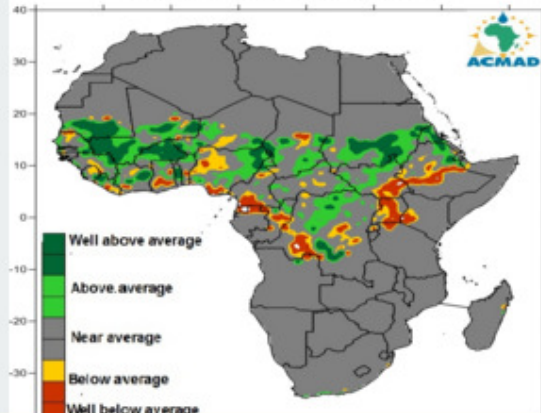 40
ACMAD
30
20
10
0
Well above average
-10
Above. average
-20
Near average
-30
Below average
Well below average